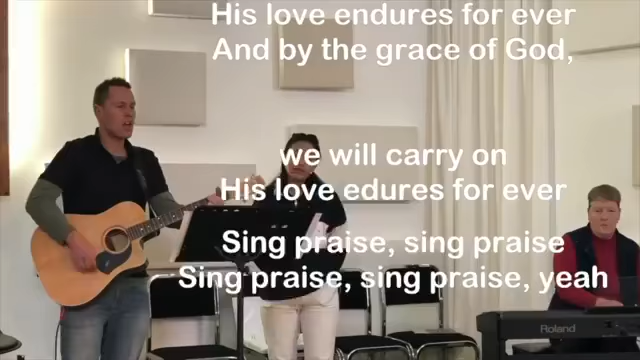 His love endures for ever
And by the grace of God,
we will carry on
His love edures for ever
Sing praise, sing praise
Sing praise, sing praise, yeah
Roland